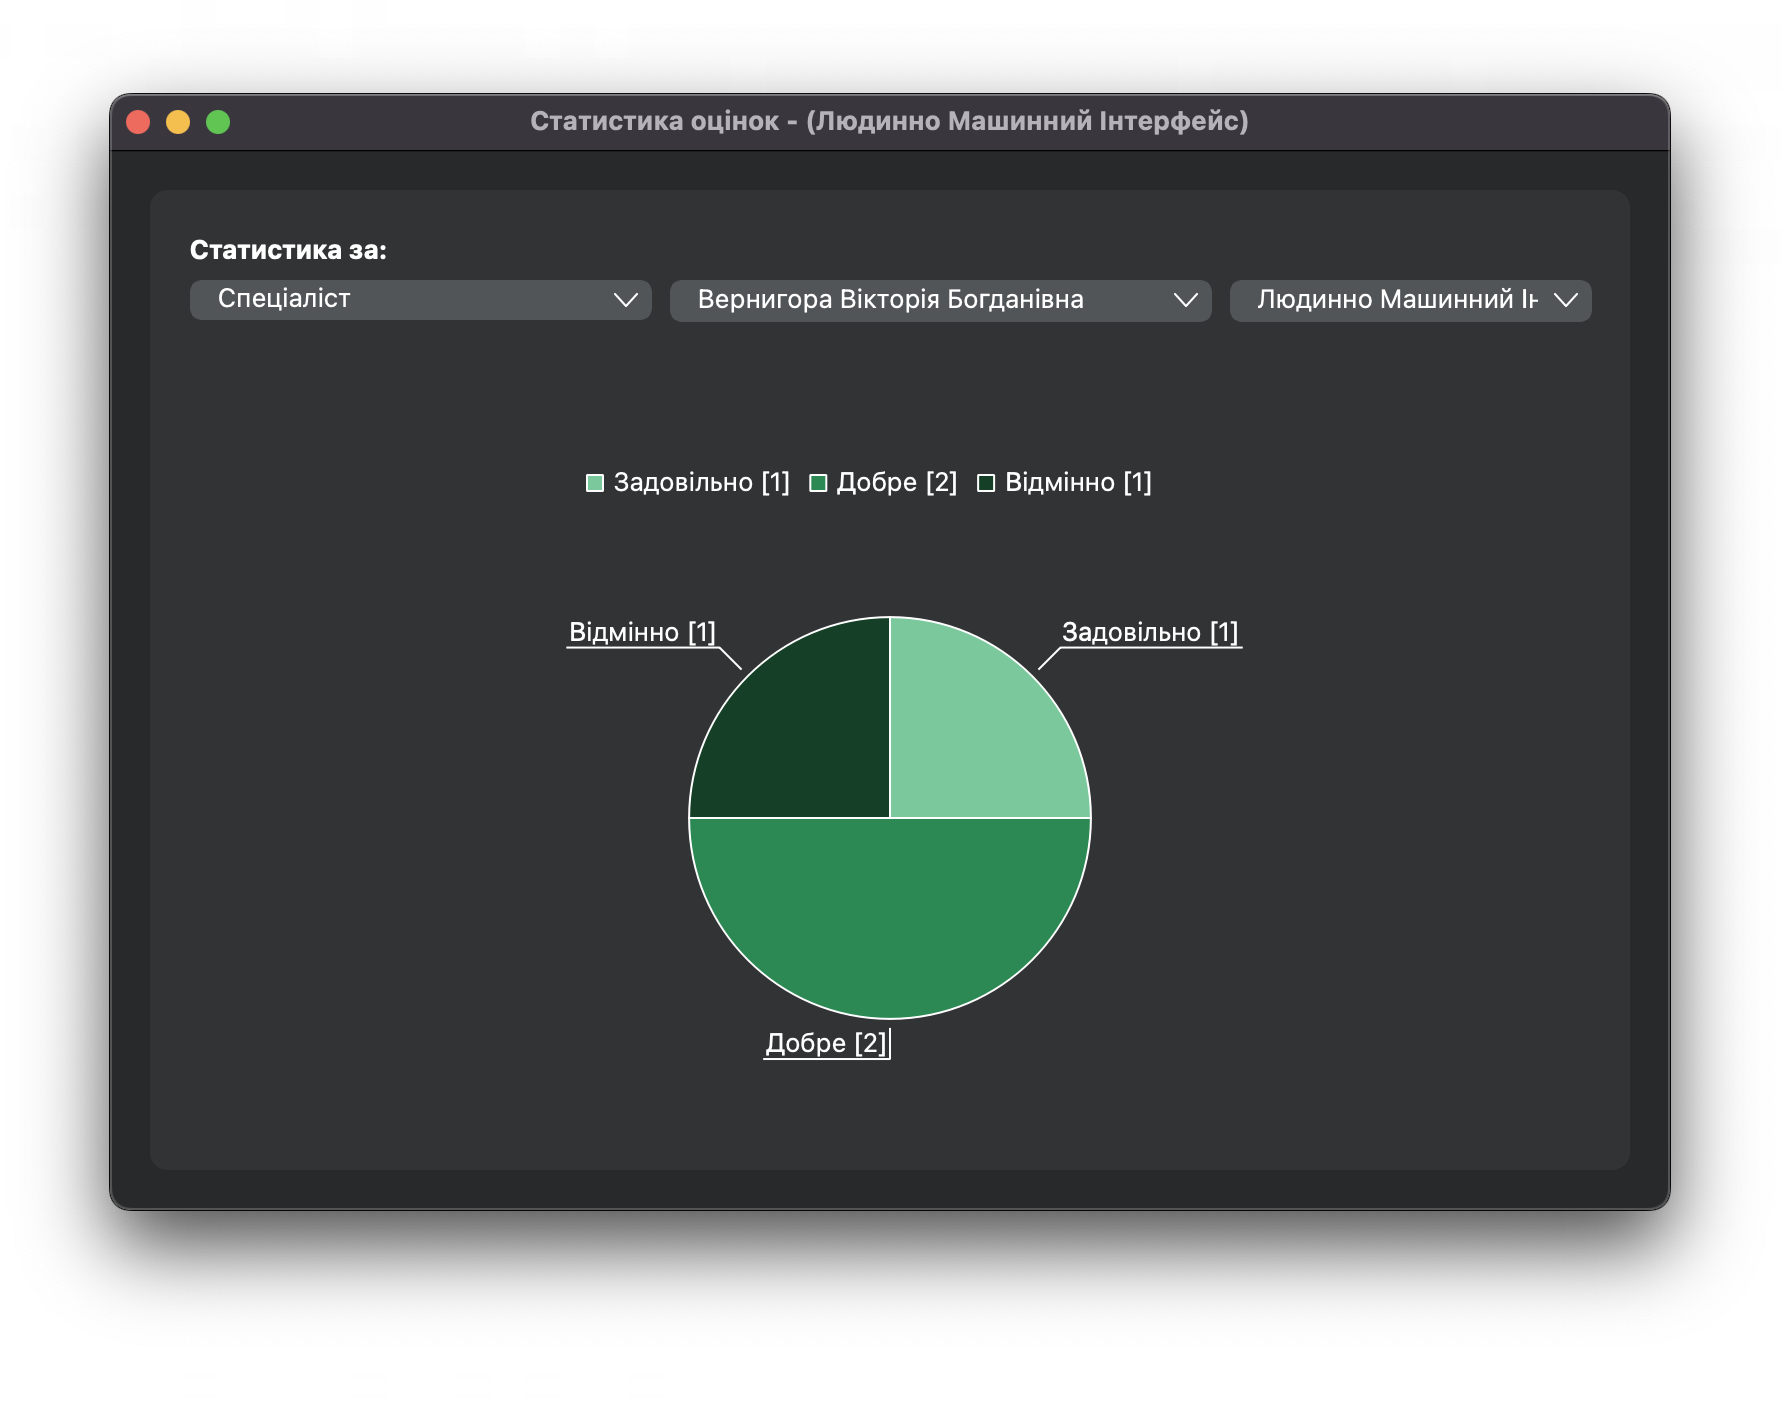 Статистика оцінок - (Людинно Машинний Інтерфейс)
Статистика за:
Спеціаліст
Вернигора Вікторія Богданівна
Людинно Машинний Ін
Задовільно [1]
Добре [2]
Відмінно [1]
Відмінно [1]
Задовільно [1]
Добре [2]